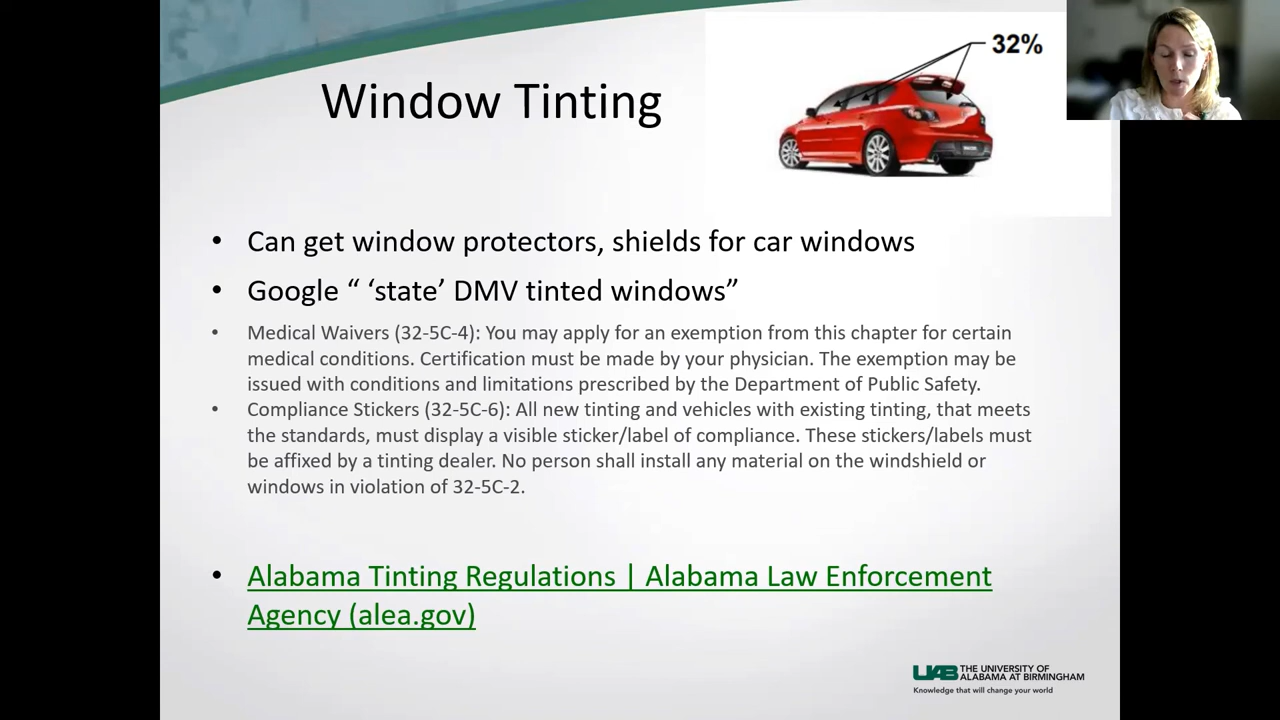 32%
Window Tinting
• Can get window protectors, shields for car windows
• Google “ ‘state’ DMV tinted windows”
• Medical Waivers (32-5C-4): You may apply for an exemption from this chapter for certain
medical conditions. Certification must be made by your physician. The exemption may be
issued with conditions and limitations prescribed by the Department of Public Safety.
• Compliance Stickers (32-5C-6): All new tinting and vehicles with existing tinting, that meets
the standards, must display a visible sticker/label of compliance. These stickers/labels must
be affixed by a tinting dealer. No person shall install any material on the windshield or
windows in violation of 32-5C-2.
• Alabama Tinting Regulations | Alabama Law Enforcement
Agency (alea.gov)
UAB THE UNIVERSITY OF
ALABAMA AT BIRMINGHAM
Knowledge that will change your world